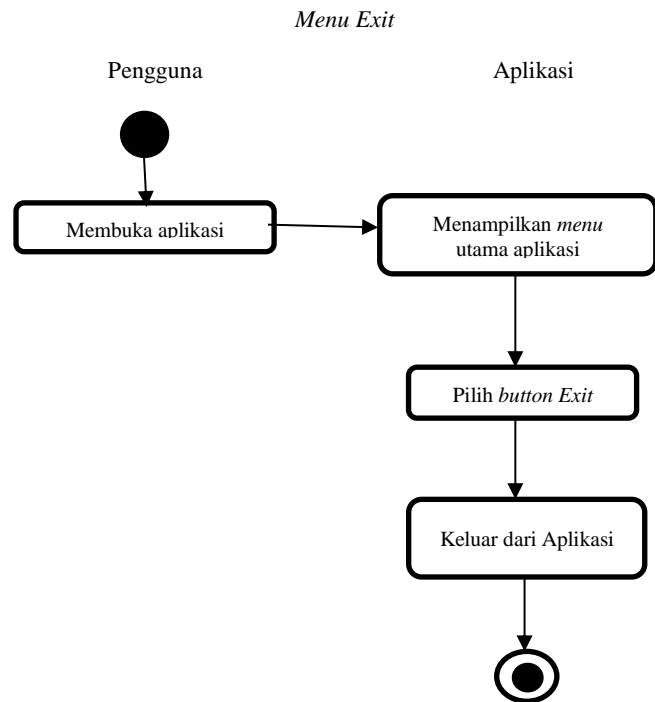 Menu Exit
Pengguna
Aplikasi
Membuka aplikasi
Menampilkan menu
utama aplikasi
Pilih button Exit
Keluar dari Aplikasi